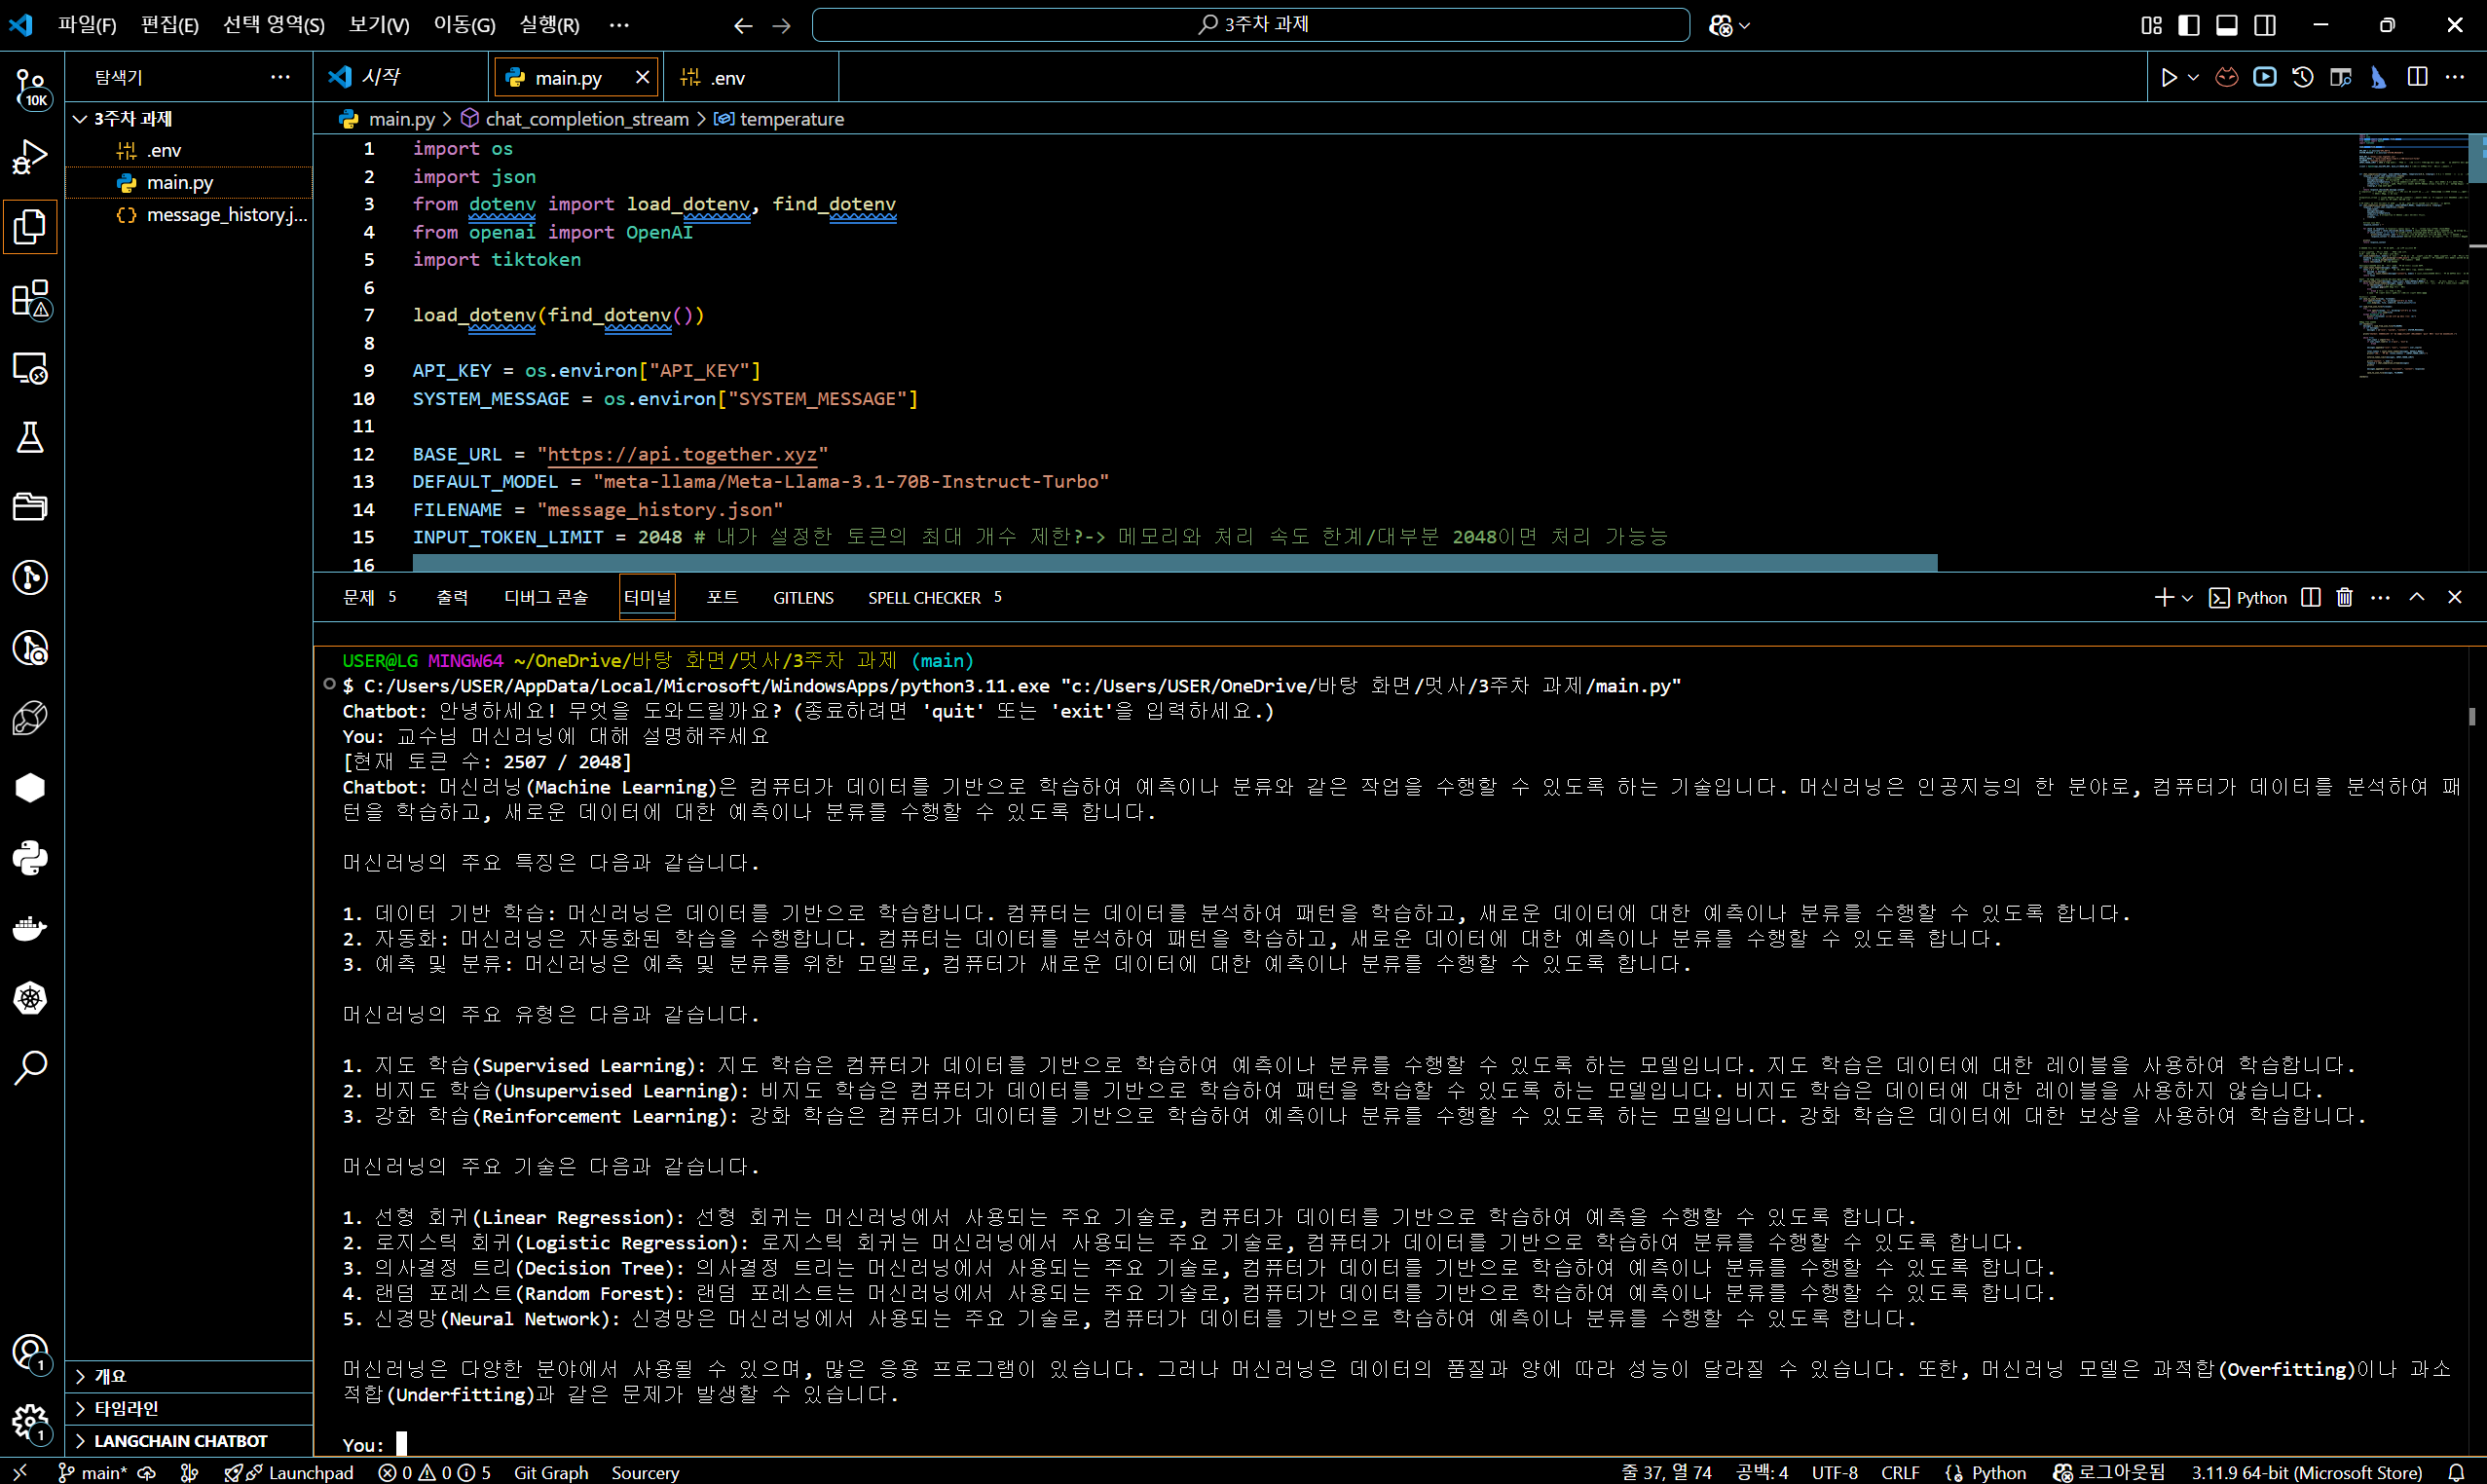 파일(F) 편집(E) 선택 영역(S) 보기(V) 이동(G) 실행(R) ··· 3주차 과제
10K
탐색기 ···
시작 main.py .env
3주차 과제
.env
main.py
message_history.j...
main.py > chat_completion_stream > temperature
1 import os
2 import json
3 from dotenv import load_dotenv, find_dotenv
4 from openai import OpenAI
5 import tiktoken
6
7 load_dotenv(find_dotenv())
8
9 API_KEY = os.environ["API_KEY"]
10 SYSTEM_MESSAGE = os.environ["SYSTEM_MESSAGE"]
11
12 BASE_URL = "https://api.together.xyz"
13 DEFAULT_MODEL = "meta-llama/Meta-Llama-3.1-70B-Instruct-Turbo"
14 FILENAME = "message_history.json"
15 INPUT_TOKEN_LIMIT = 2048 # 내가 설정한 토큰의 최대 개수 제한?-> 메모리와 처리 속도 한계/대부분 2048이면 처리 가능능
16
문제 5 출력 디버그 콘솔 터미널 포트 GITLENS SPELL CHECKER 5 Python
USER@LG MINGW64 ~/OneDrive/바탕 화면/멋사/3주차 과제 (main)
$ C:/Users/USER/AppData/Local/Microsoft/WindowsApps/python3.11.exe "c:/Users/USER/OneDrive/바탕 화면/멋사/3주차 과제/main.py"
Chatbot: 안녕하세요! 무엇을 도와드릴까요? (종료하려면 'quit' 또는 'exit'을 입력하세요.)
You: 교수님 머신러닝에 대해 설명해주세요
[현재 토큰 수: 2507 / 2048]
Chatbot: 머신러닝(Machine Learning)은 컴퓨터가 데이터를 기반으로 학습하여 예측이나 분류와 같은 작업을 수행할 수 있도록 하는 기술입니다. 머신러닝은 인공지능의 한 분야로, 컴퓨터가 데이터를 분석하여 패
턴을 학습하고, 새로운 데이터에 대한 예측이나 분류를 수행할 수 있도록 합니다.
머신러닝의 주요 특징은 다음과 같습니다.
1. 데이터 기반 학습: 머신러닝은 데이터를 기반으로 학습합니다. 컴퓨터는 데이터를 분석하여 패턴을 학습하고, 새로운 데이터에 대한 예측이나 분류를 수행할 수 있도록 합니다.
2. 자동화: 머신러닝은 자동화된 학습을 수행합니다. 컴퓨터는 데이터를 분석하여 패턴을 학습하고, 새로운 데이터에 대한 예측이나 분류를 수행할 수 있도록 합니다.
3. 예측 및 분류: 머신러닝은 예측 및 분류를 위한 모델로, 컴퓨터가 새로운 데이터에 대한 예측이나 분류를 수행할 수 있도록 합니다.
머신러닝의 주요 유형은 다음과 같습니다.
1. 지도 학습(Supervised Learning): 지도 학습은 컴퓨터가 데이터를 기반으로 학습하여 예측이나 분류를 수행할 수 있도록 하는 모델입니다. 지도 학습은 데이터에 대한 레이블을 사용하여 학습합니다.
2. 비지도 학습(Unsupervised Learning): 비지도 학습은 컴퓨터가 데이터를 기반으로 학습하여 패턴을 학습할 수 있도록 하는 모델입니다. 비지도 학습은 데이터에 대한 레이블을 사용하지 않습니다.
3. 강화 학습(Reinforcement Learning): 강화 학습은 컴퓨터가 데이터를 기반으로 학습하여 예측이나 분류를 수행할 수 있도록 하는 모델입니다. 강화 학습은 데이터에 대한 보상을 사용하여 학습합니다.
머신러닝의 주요 기술은 다음과 같습니다.
1. 선형 회귀(Linear Regression): 선형 회귀는 머신러닝에서 사용되는 주요 기술로, 컴퓨터가 데이터를 기반으로 학습하여 예측을 수행할 수 있도록 합니다.
2. 로지스틱 회귀(Logistic Regression): 로지스틱 회귀는 머신러닝에서 사용되는 주요 기술로, 컴퓨터가 데이터를 기반으로 학습하여 분류를 수행할 수 있도록 합니다.
3. 의사결정 트리(Decision Tree): 의사결정 트리는 머신러닝에서 사용되는 주요 기술로, 컴퓨터가 데이터를 기반으로 학습하여 예측이나 분류를 수행할 수 있도록 합니다.
4. 랜덤 포레스트(Random Forest): 랜덤 포레스트는 머신러닝에서 사용되는 주요 기술로, 컴퓨터가 데이터를 기반으로 학습하여 예측이나 분류를 수행할 수 있도록 합니다.
5. 신경망(Neural Network): 신경망은 머신러닝에서 사용되는 주요 기술로, 컴퓨터가 데이터를 기반으로 학습하여 예측이나 분류를 수행할 수 있도록 합니다.
머신러닝은 다양한 분야에서 사용될 수 있으며, 많은 응용 프로그램이 있습니다. 그러나 머신러닝은 데이터의 품질과 양에 따라 성능이 달라질 수 있습니다. 또한, 머신러닝 모델은 과적합(Overfitting)이나 과소
적합(Underfitting)과 같은 문제가 발생할 수 있습니다.
You:
개요
타임라인
LANGCHAIN CHATBOT
1
1
main* Launchpad 0 0 5 Git Graph Sourcery 줄 37, 열 74 공백: 4 UTF-8 CRLF Python 로그아웃됨 3.11.9 64-bit (Microsoft Store)